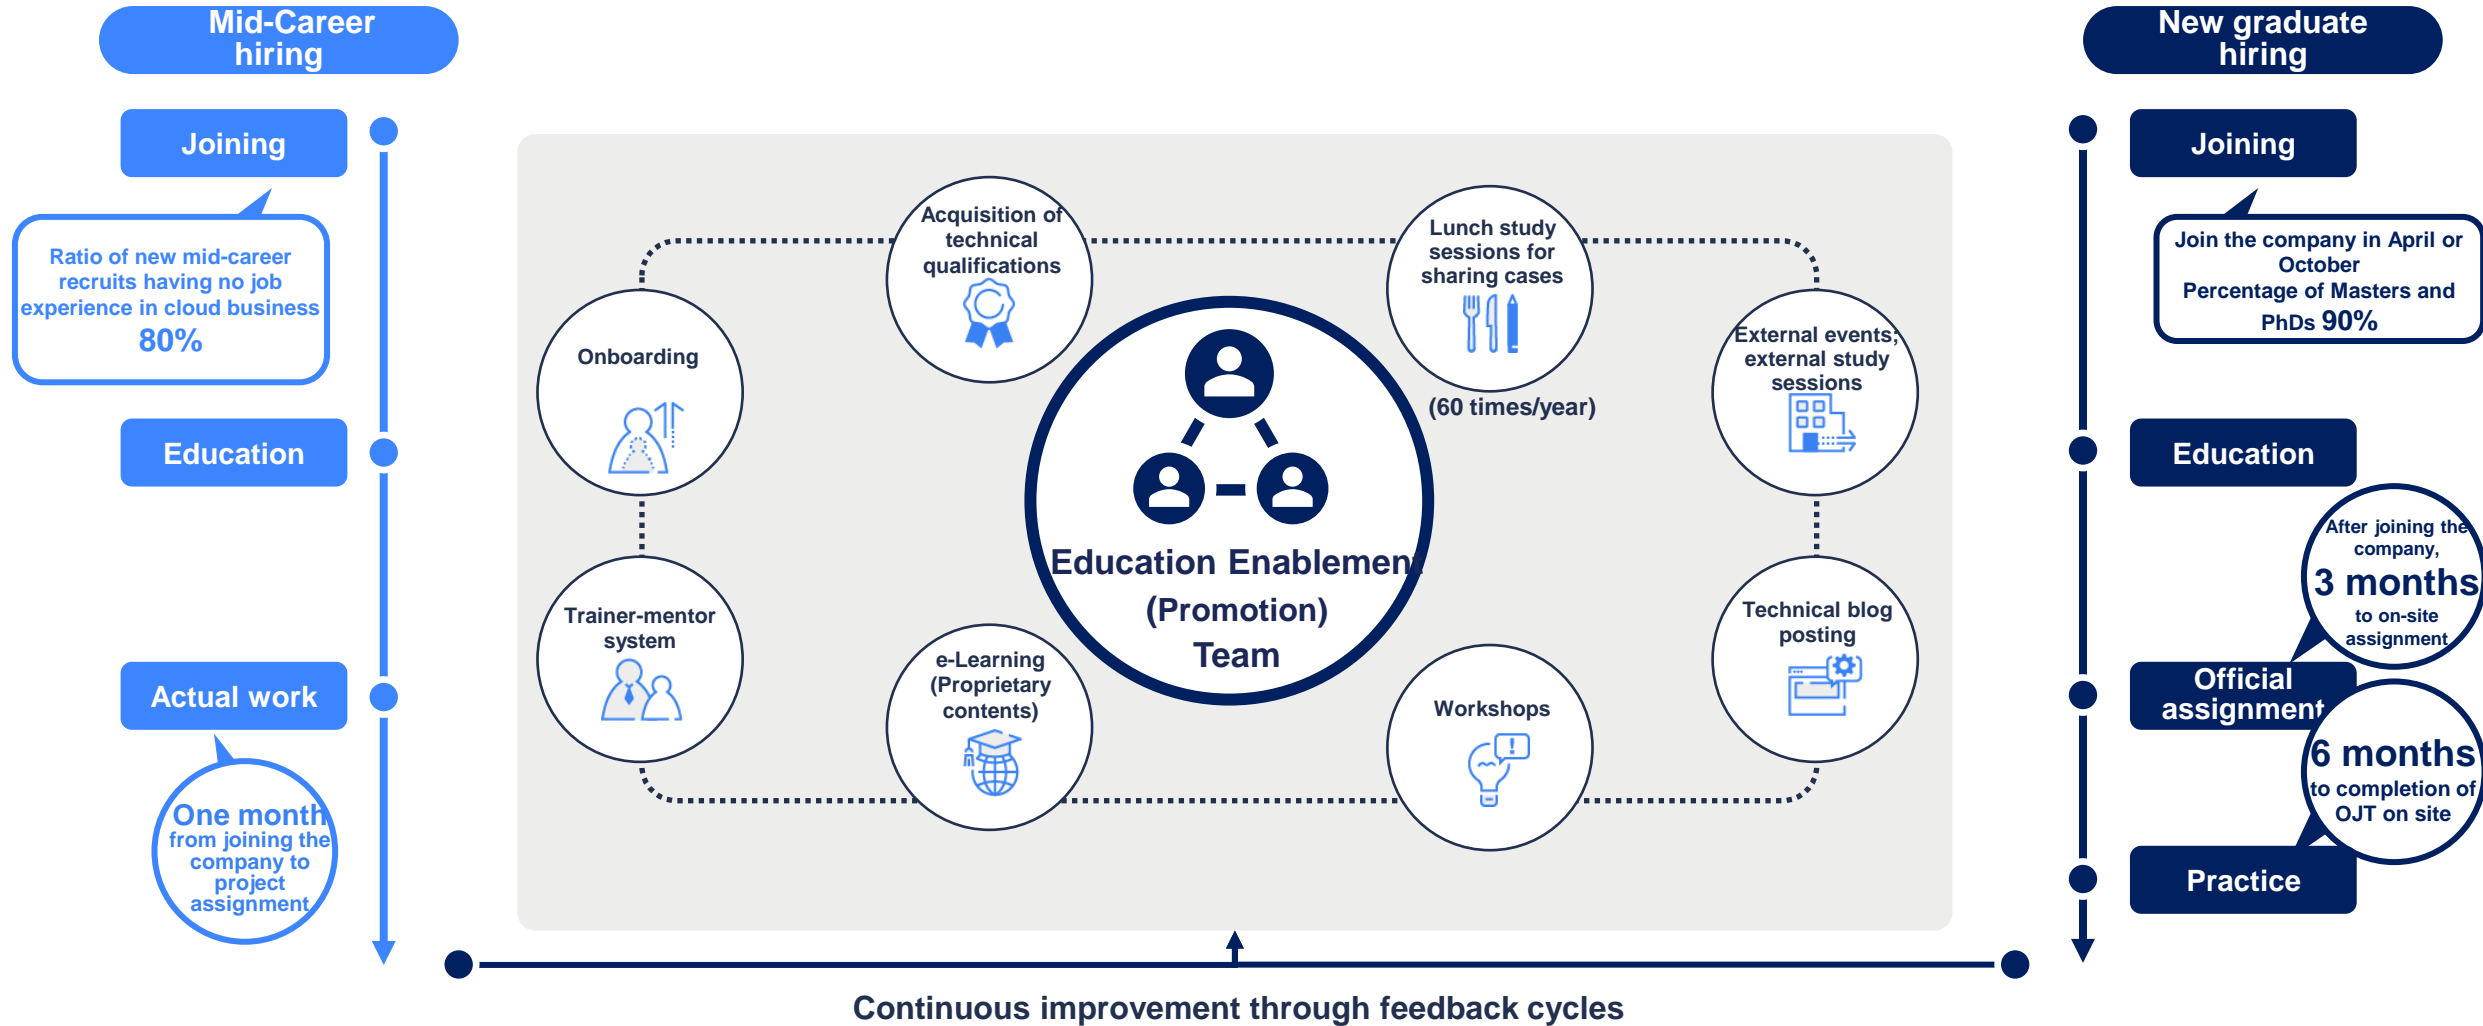 Mid-Career
hiring
Joining
Ratio of new mid-career
recruits having no job
experience in cloud business
80%
Education
Actual work
One month
from joining the
company to
project
assignment
Acquisition of
technical
qualifications
Lunch study
sessions for
sharing cases
(60 times/year)
Onboarding
External events;
external study
sessions
Education Enablement
(Promotion)
Team
Trainer-mentor
system
e-Learning
(Proprietary
contents)
Workshops
Technical blog
posting
Continuous improvement through feedback cycles
New graduate
hiring
Joining
Join the company in April or
October
Percentage of Masters and
PhDs 90%
Education
After joining the
company,
3 months
to on-site
assignment
Official
assignment
6 months
to completion of
OJT on site
Practice